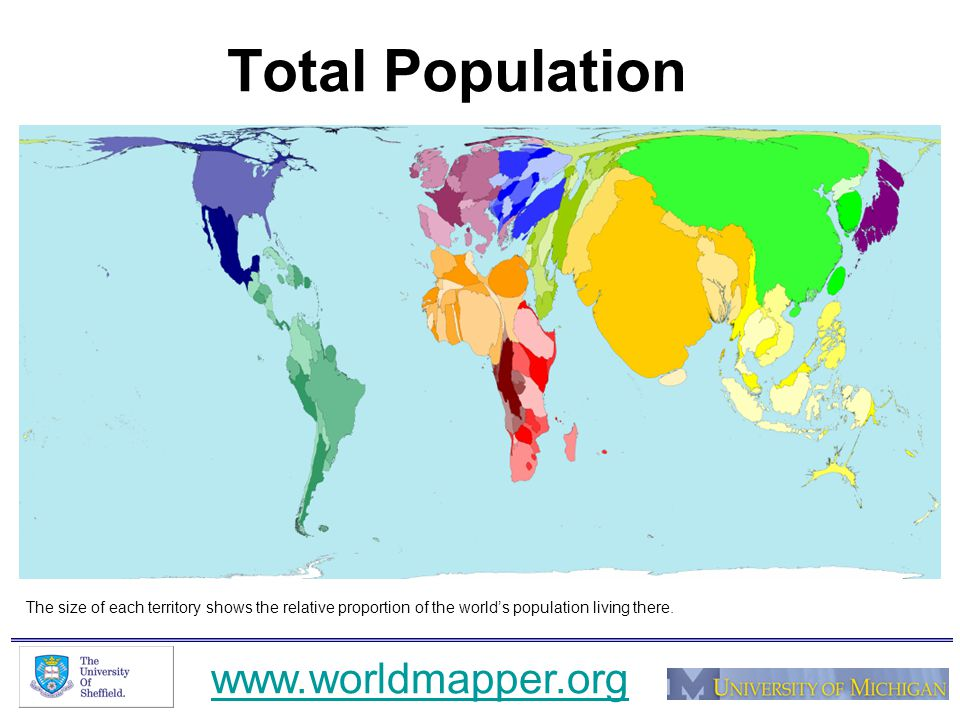 Total Population
The size of each territory shows the relative proportion of the world’s population living there.
The
University
Of
Sheffield.
www.worldmapper.org
UNIVERSITY OF MICHIGAN